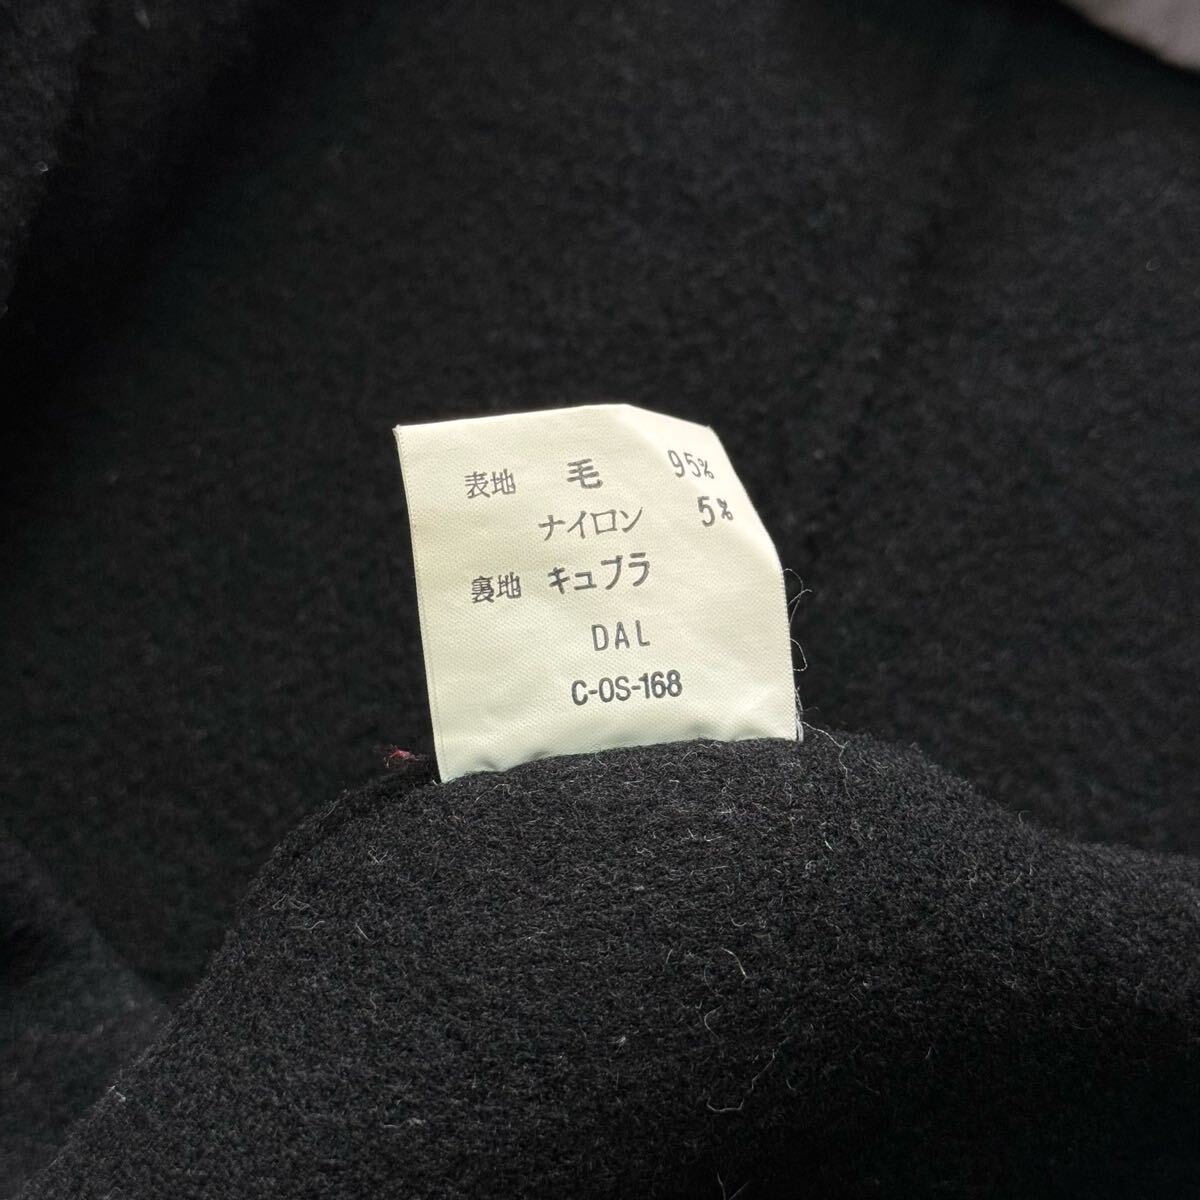 表地 毛 95%
ナイロン 5%
裏地 キュプラ
DAL
C-OS-168